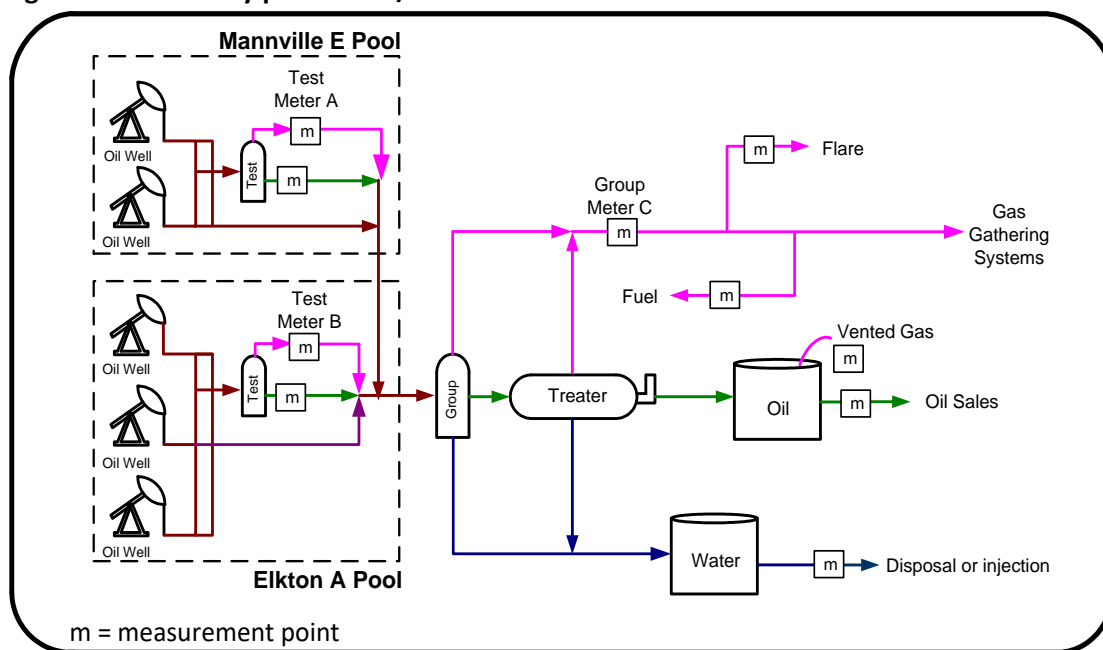 Mannville E Pool
Test
Meter A
m
Oil Well
Test
m
Oil Well
Test
Meter B
m
Oil Well
Test
m
Oil Well
Oil Well
Elkton A Pool
Group
Treater
Group
Meter C
m
m
Flare
Gas
Gathering
Systems
Fuel
m
Vented Gas
m
Oil
m
Oil Sales
Water
m
Disposal or injection
m = measurement point